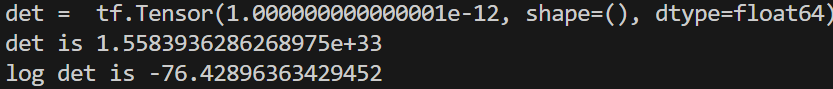 det =  tf.Tensor(1.000000000000001e-12, shape=(), dtype=float64)
det is 1.5583936286268975e+33
log det is -76.42896363429452